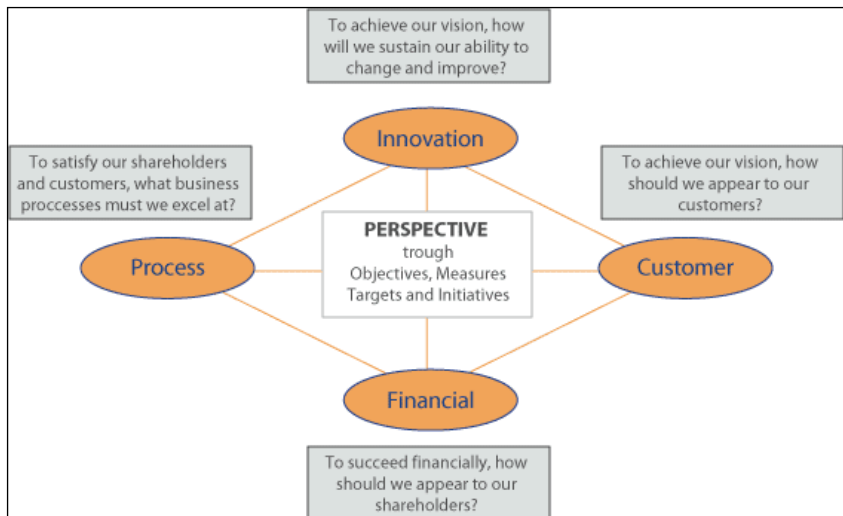 To achieve our vision, how
will we sustain our ability to
change and improve?
Innovation
To satisfy our shareholders
and customers, what business
proccesses must we excel at?
To achieve our vision, how
should we appear to our
customers?
PERSPECTIVE
trough
Objectives, Measures
Targets and Initiatives
Process
Customer
Financial
To succeed financially, how
should we appear to our
shareholders?